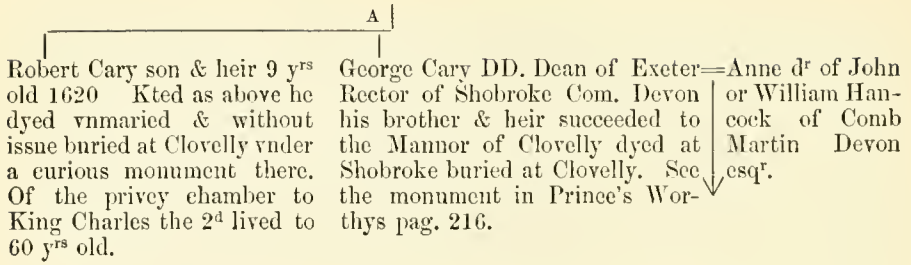 A
Robert Cary son & heir 9 yrs
old 1620 Kted as above he
dyed vnmaried & without
issue buried at Clovelly vnder
a curious monument there.
Of the privey chamber to
King Charles the 2d lived to
60 yrs old.
George Cary DD. Dean of Exeter=
Rector of Shobroke Com. Devon
his brother & heir succeeded to
the Mannor of Clovelly dyed at
Shobroke buried at Clovelly. See
the monument in Prince's Wor-
thys pag. 216.
Anne dr of John
or William Han-
cock of Comb
Martin Devon
esqr.